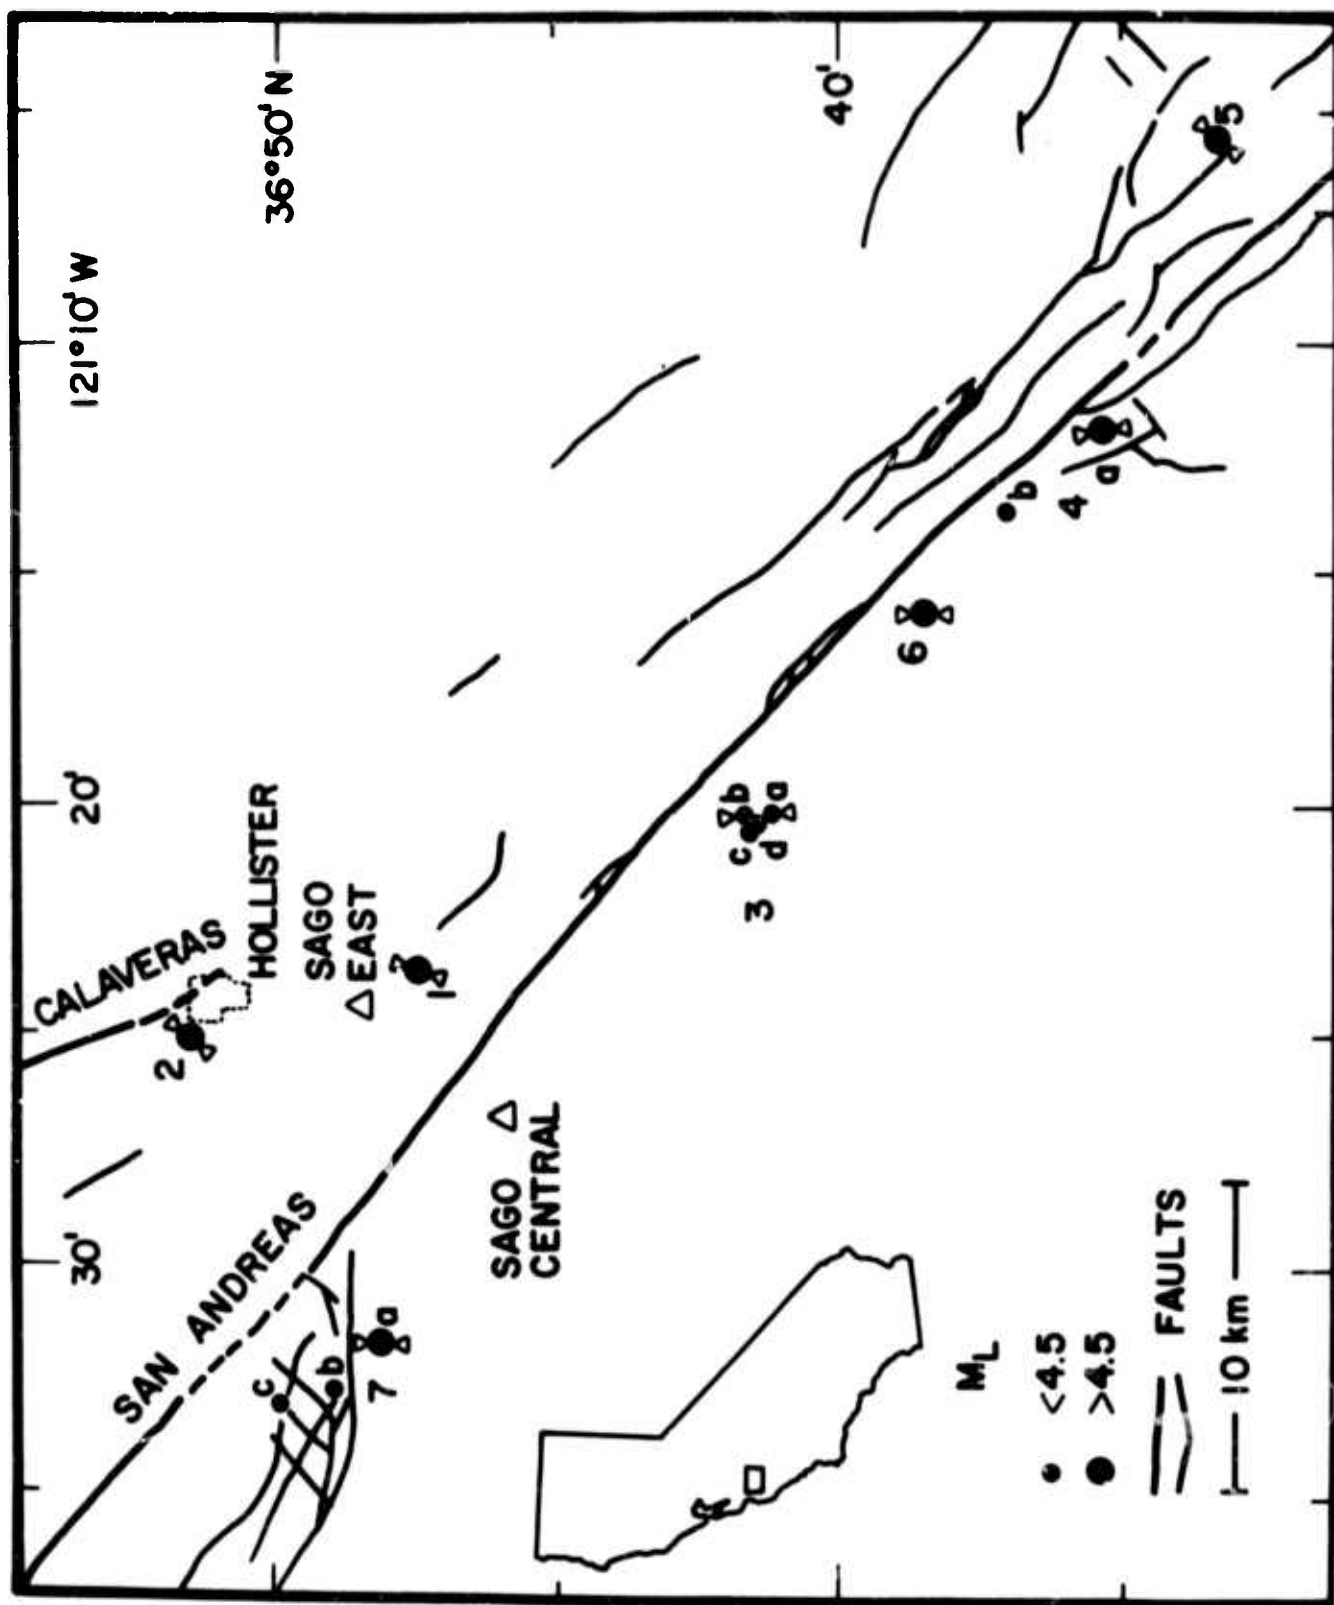 36°50' N
40'
121°10' W
20'
30'
CALAVERAS
HOLLISTER
SAGO
EAST
SAN ANDREAS
SAGO
CENTRAL
1
2
3
a
b
c
d
4
a
b
5
6
7
a
b
c
M_L
<4.5
>4.5
FAULTS
10 km